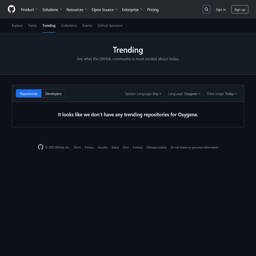 Product Solutions Resources Open Source Enterprise Pricing Sign in Sign up
Explore Topics Trending Collections Events GitHub Sponsors
Trending
See what the GitHub community is most excited about today.
Repositories Developers Spoken Language: Any Language: Oxygene Date range: Today
It looks like we don't have any trending repositories for Oxygene.
GitHub, Inc. Terms Privacy Security Status Docs Contact Manage cookies Do not share my personal information